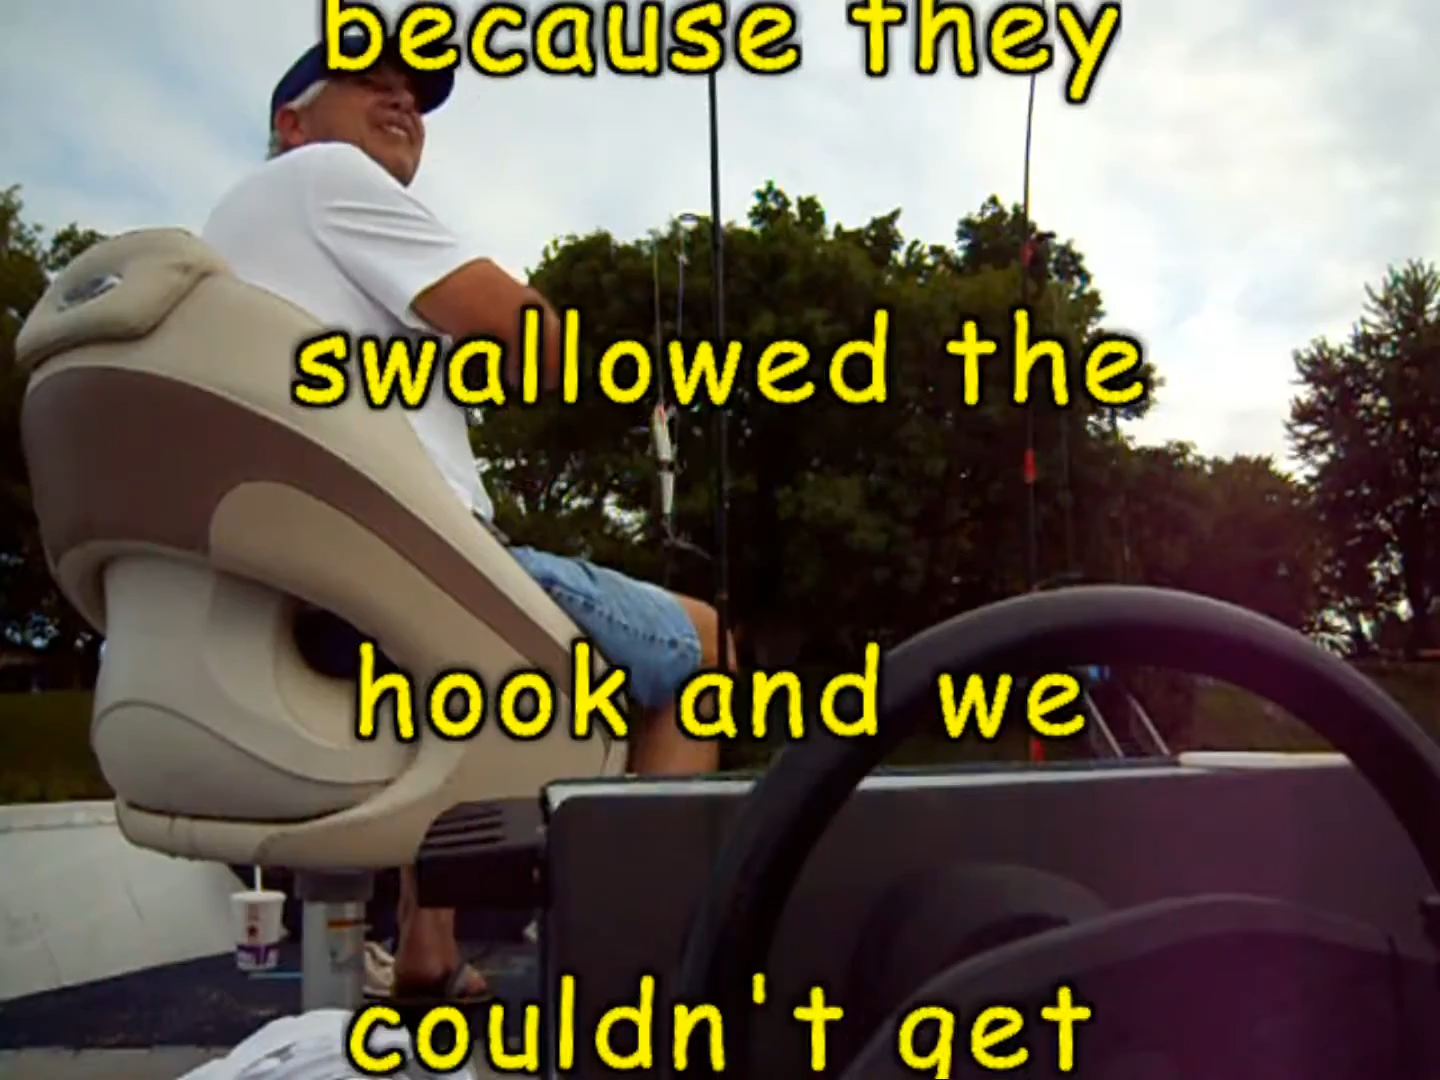 because they
swallowed the
hook and we
couldn't get